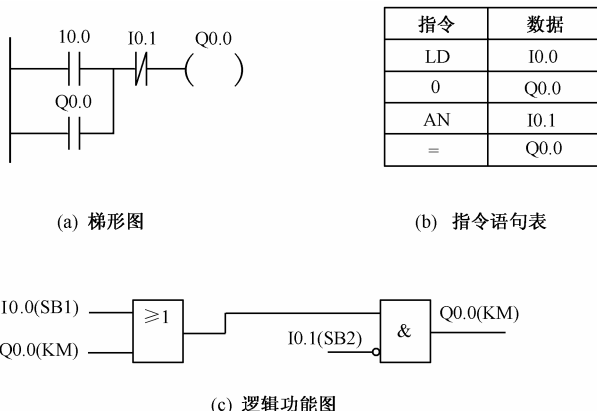 10.0 I0.1 Q0.0
Q0.0
(a) 梯形图
指令 数据
LD I0.0
0 Q0.0
AN I0.1
= Q0.0
(b) 指令语句表
I0.0(SB1)
Q0.0(KM)
≥1
I0.1(SB2)
&
Q0.0(KM)
(c) 逻辑功能图